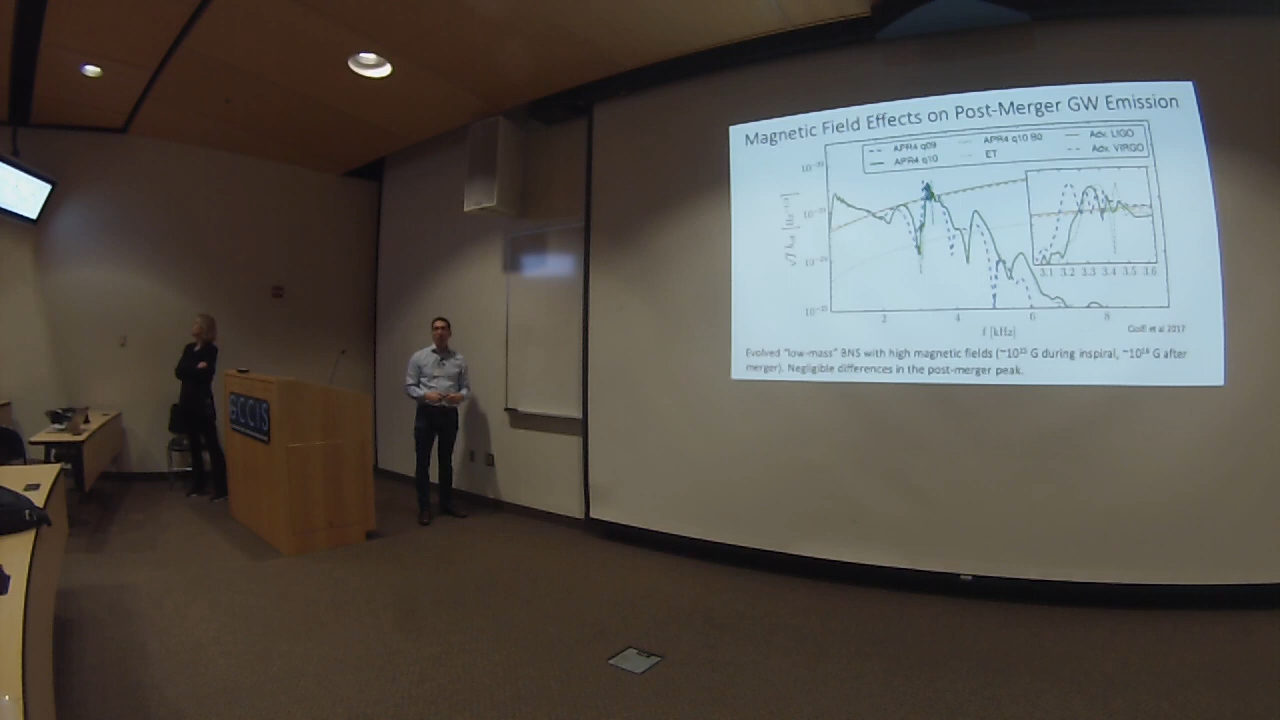 Magnetic Field Effects on Post-Merger GW Emission
APR4 q09
APR4 q10
APR4 q10 B0
ET
Adv. LIGO
Adv. VIRGO
3.1 3.2 3.3 3.4 3.5 3.6
2 4 6 8
f [kHz]
Ciolfi et al 2017
Evolved "low-mass" BNS with high magnetic fields (~10¹⁵ G during inspiral, ~10¹⁶ G after
merger). Negligible differences in the post-merger peak.
SCCIS